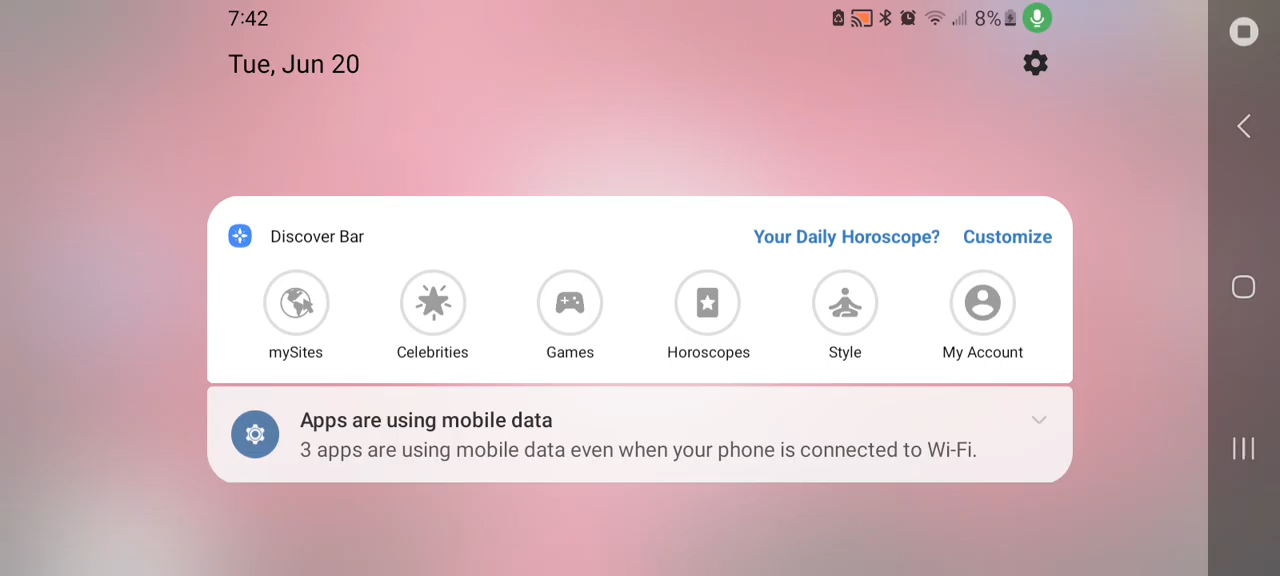 7:42 8%
Tue, Jun 20
Discover Bar Your Daily Horoscope? Customize
mySites Celebrities Games Horoscopes Style My Account
Apps are using mobile data
3 apps are using mobile data even when your phone is connected to Wi-Fi.